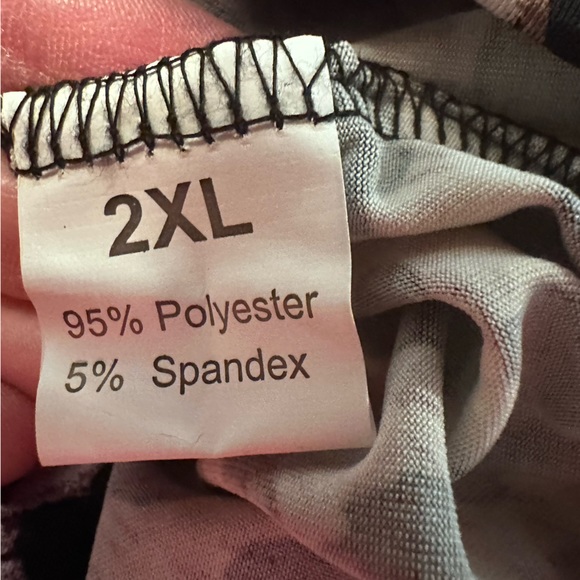 2XL
95% Polyester
5% Spandex